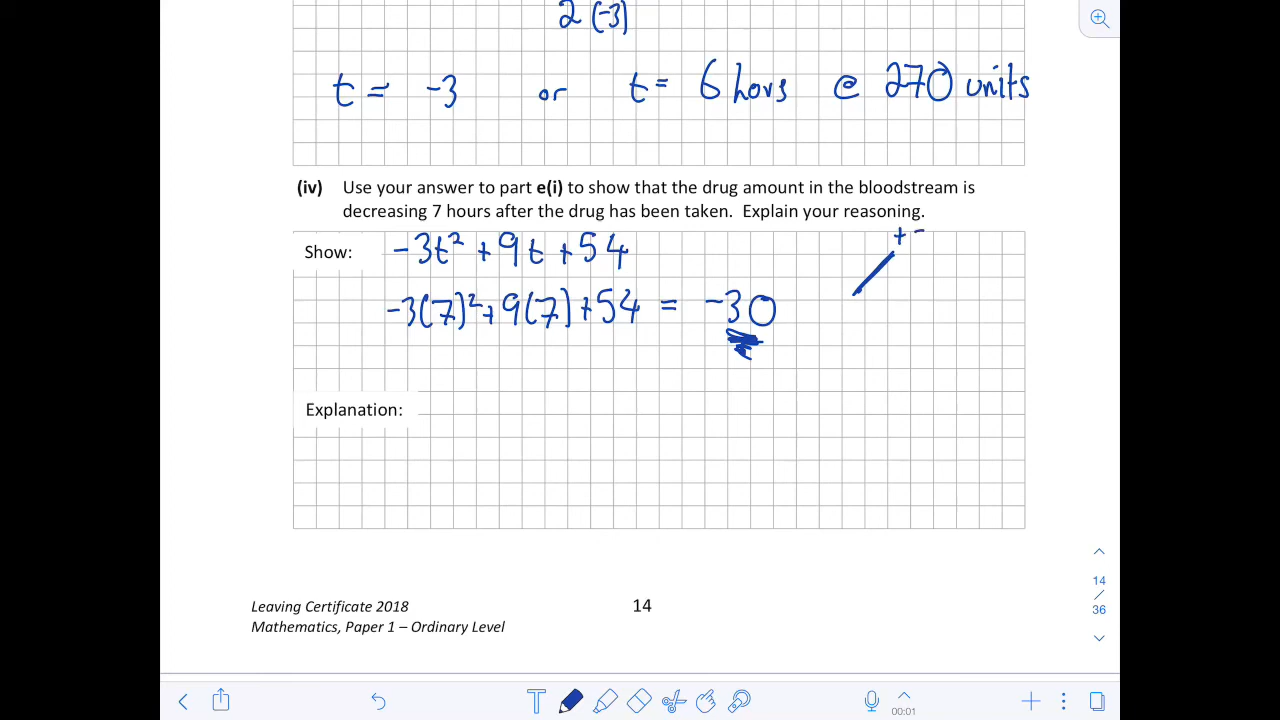 2 (-3)
t = -3 or t = 6 hors @ 270 units
(iv) Use your answer to part e(i) to show that the drug amount in the bloodstream is
decreasing 7 hours after the drug has been taken. Explain your reasoning.
Show: -3t² + 9t + 54
+ -
-3(7)² + 9(7) + 54 = -30
Explanation:
14
/
36
Leaving Certificate 2018
14
Mathematics, Paper 1 – Ordinary Level
T
00:01